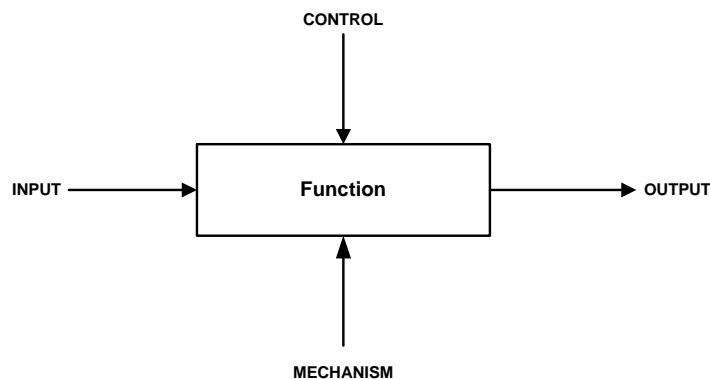 CONTROL
INPUT
Function
OUTPUT
MECHANISM